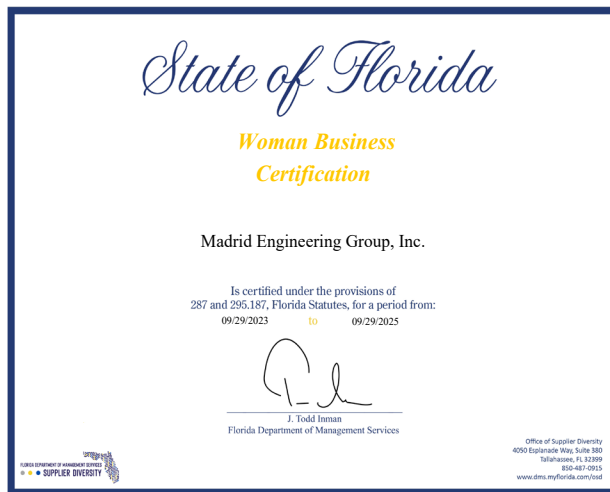 State of Florida
Woman Business
Certification
Madrid Engineering Group, Inc.
Is certified under the provisions of
287 and 295.187, Florida Statutes, for a period from:
09/29/2023 to 09/29/2025
J. Todd Inman
Florida Department of Management Services
FLORIDA DEPARTMENT OF MANAGEMENT SERVICES
SUPPLIER DIVERSITY
Office of Supplier Diversity
4050 Esplanade Way, Suite 380
Tallahassee, FL 32399
850-487-0915
www.dms.myflorida.com/osd